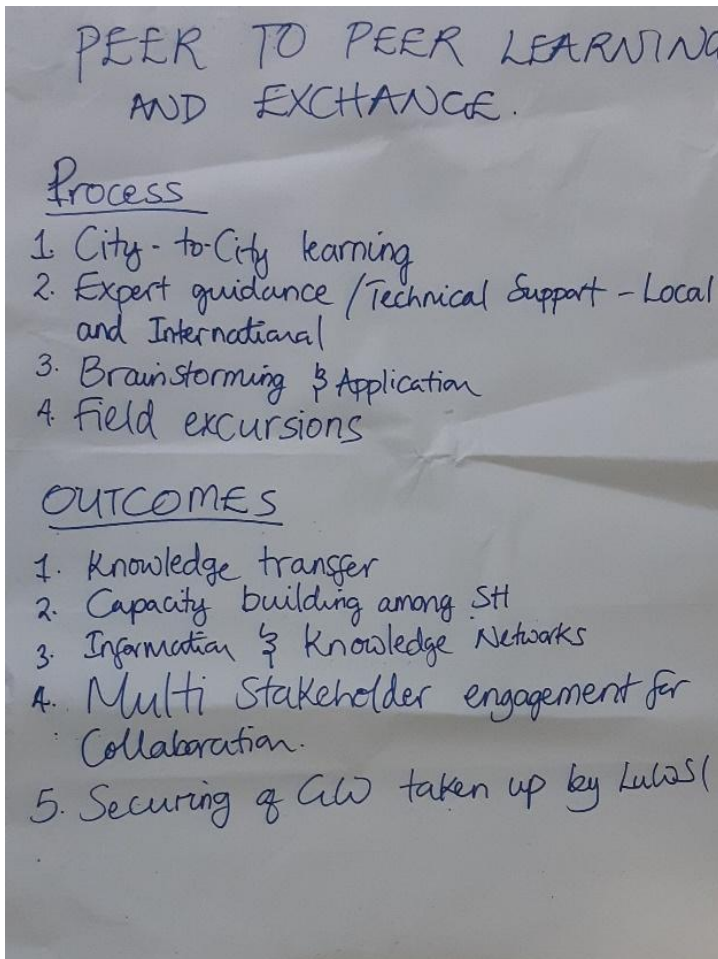 PEER TO PEER LEARNING
AND EXCHANGE.
Process
1. City-to-City learning
2. Expert guidance / Technical Support - Local
and International
3. Brainstorming & Application
4. Field excursions
OUTCOMES
1. Knowledge transfer
2. Capacity building among SH
3. Information & Knowledge Networks
4. Multi Stakeholder engagement for
Collaboration.
5. Securing of GW taken up by LuWSI